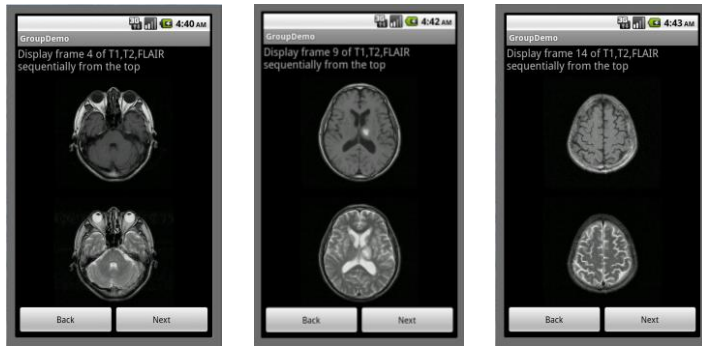 4:40 AM
GroupDemo
Display frame 4 of T1,T2,FLAIR
sequentially from the top
Back
Next
4:42 AM
GroupDemo
Display frame 9 of T1,T2,FLAIR
sequentially from the top
Back
Next
4:43 AM
GroupDemo
Display frame 14 of T1,T2,FLAIR
sequentially from the top
Back
Next